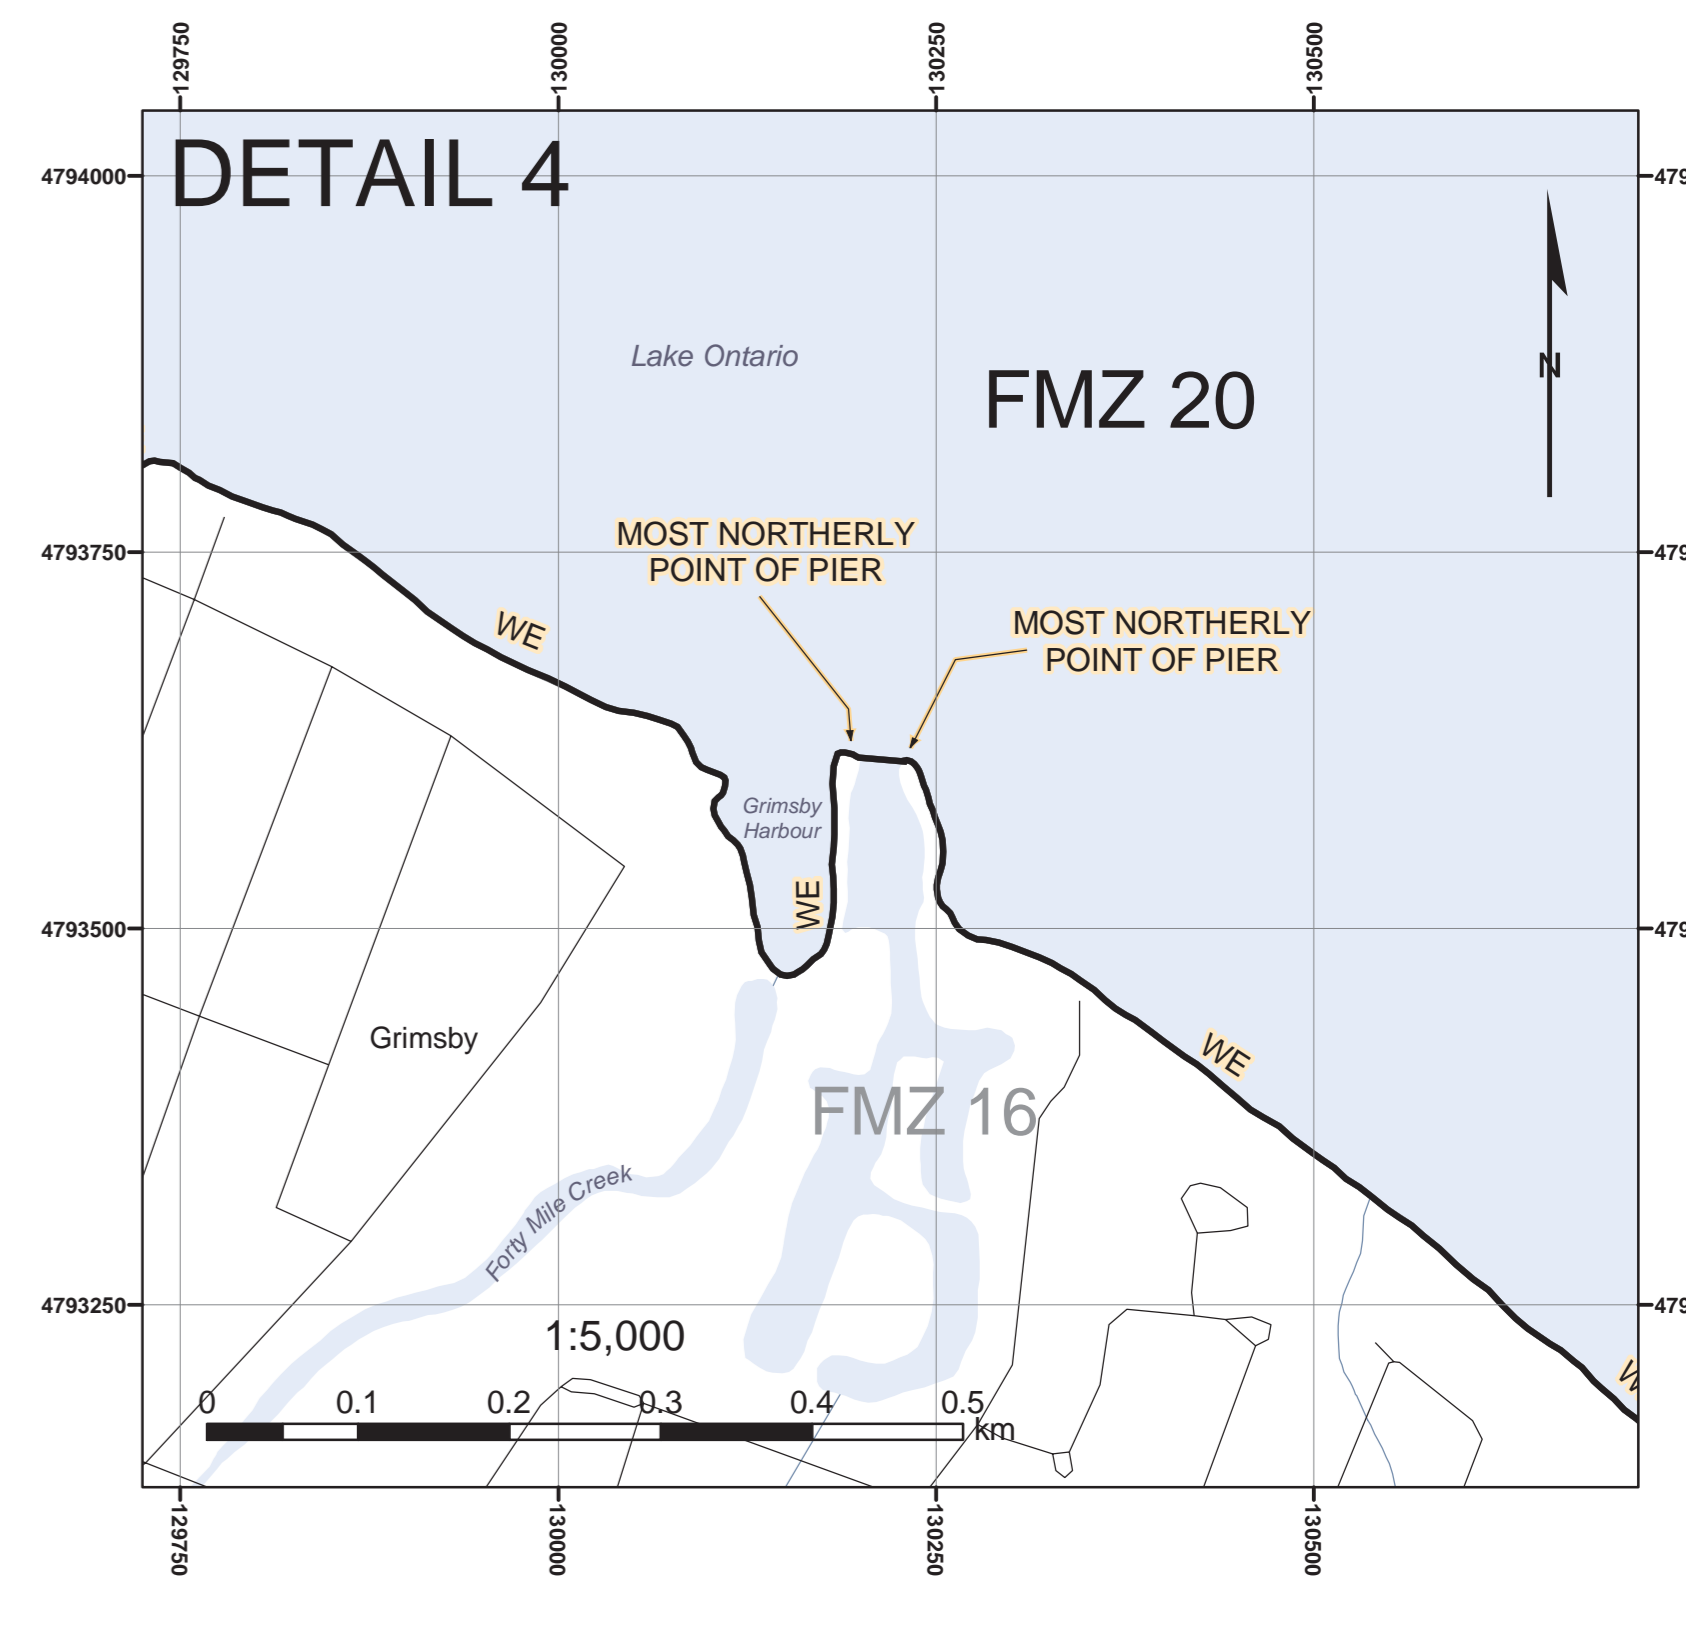 129750
130000
130250
130500
4794000
DETAIL 4
479
Lake Ontario
FMZ 20
N
MOST NORTHERLY
POINT OF PIER
4793750
479
MOST NORTHERLY
POINT OF PIER
WE
Grimsby
Harbour
WE
4793500
479
Grimsby
WE
FMZ 16
Forty Mile Creek
4793250
479
1:5,000
W
0 0.1 0.2 0.3 0.4 0.5
km
129750
130000
130250
130500